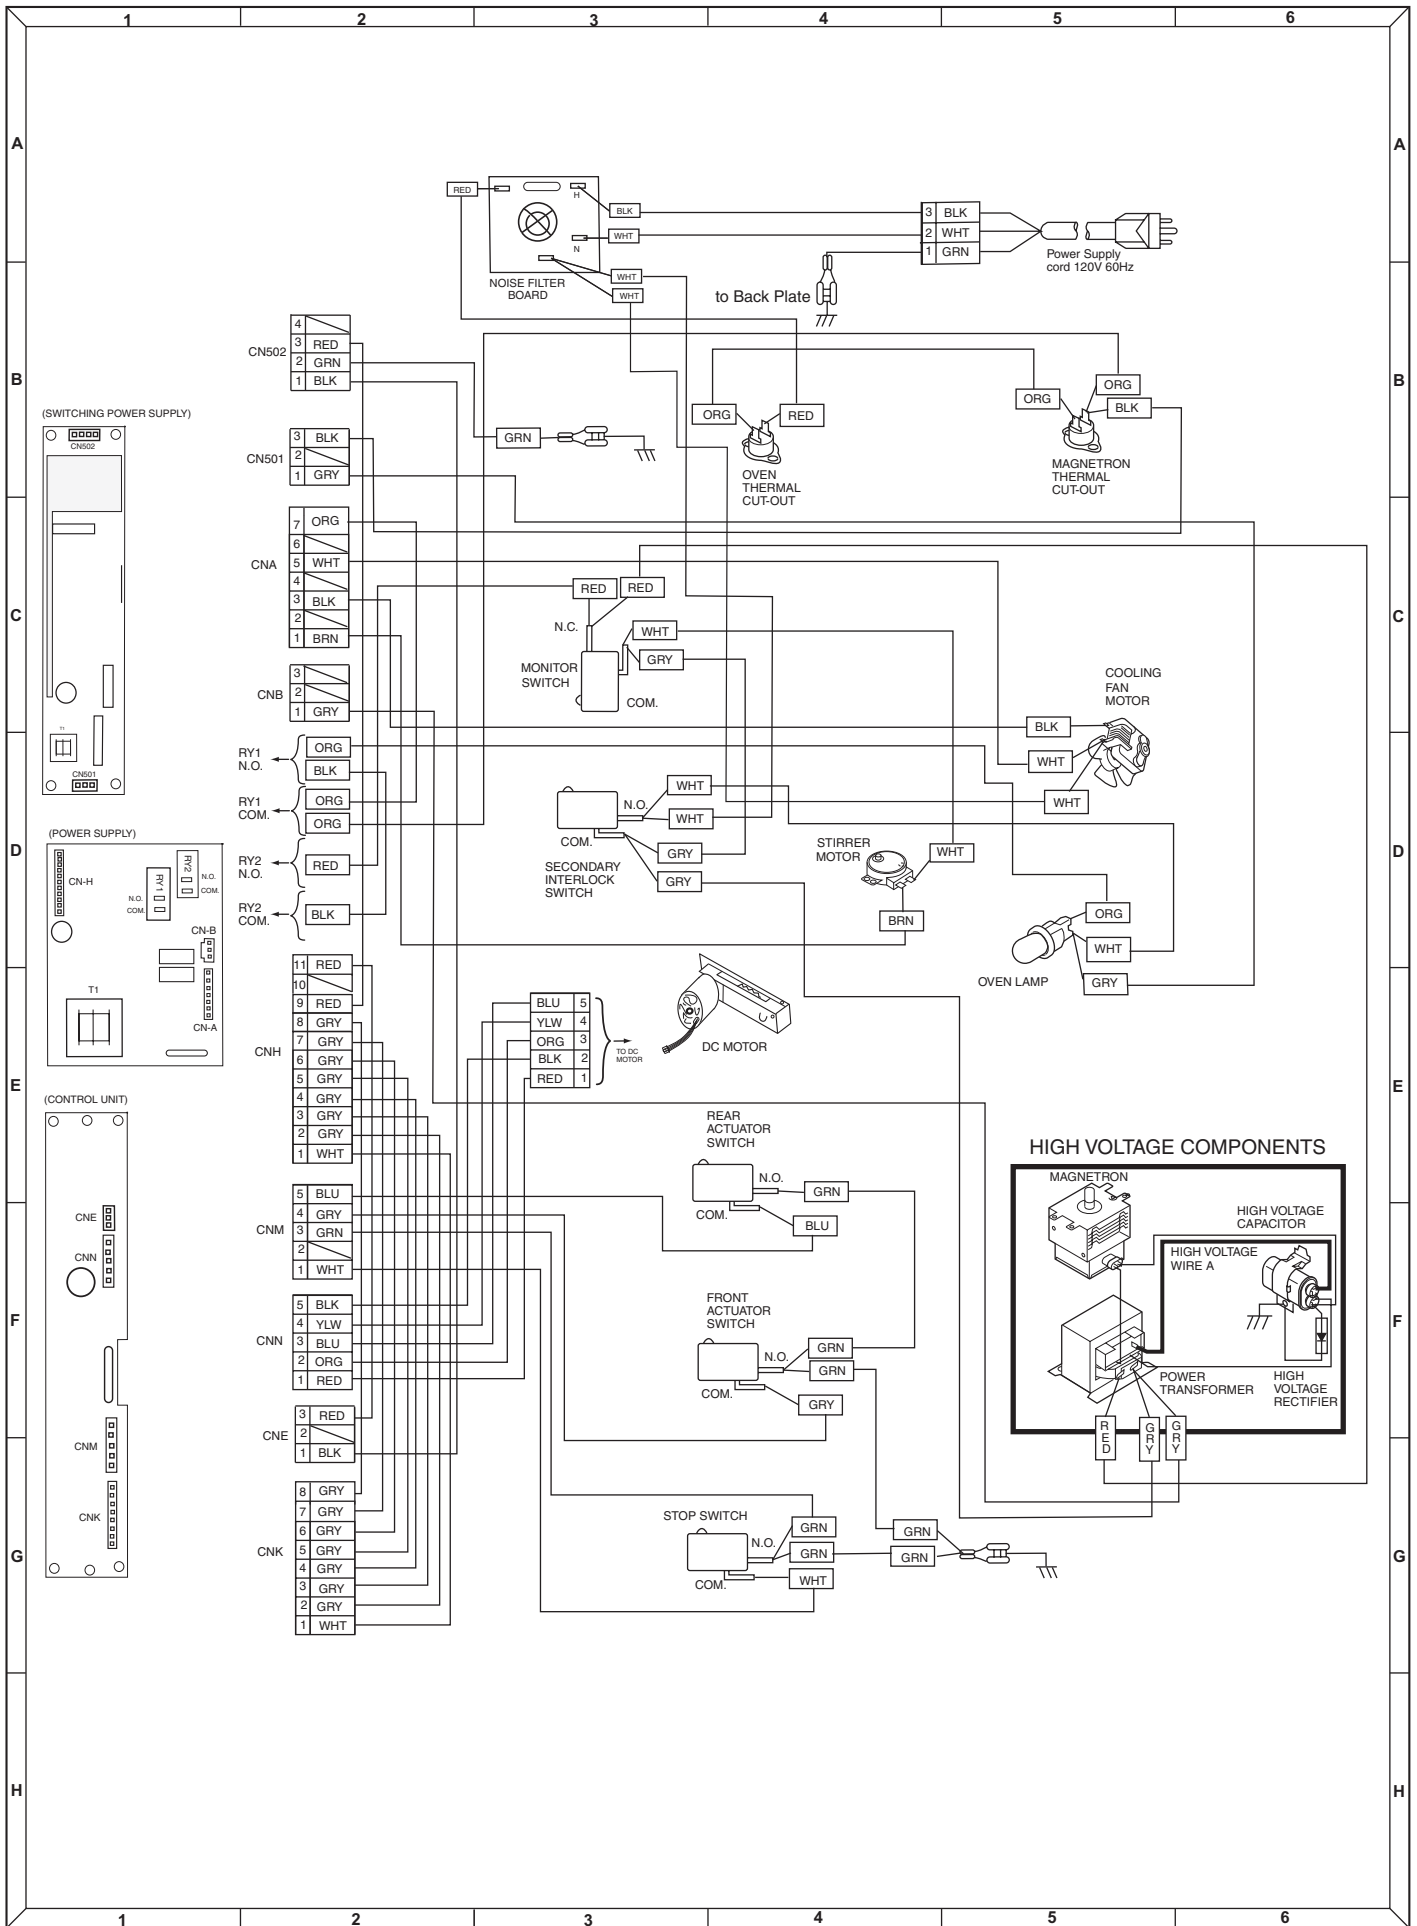 1 2 3 4 5 6
A A
B B
C C
D D
E E
F F
G G
H H
RED
H
BLK
N
WHT
WHT
WHT
NOISE FILTER
BOARD
3 BLK
2 WHT
1 GRN
Power Supply
cord 120V 60Hz
to Back Plate
CN502
4
3 RED
2 GRN
1 BLK
CN501
3 BLK
2
1 GRY
GRN
ORG
RED
OVEN
THERMAL
CUT-OUT
ORG
ORG
BLK
MAGNETRON
THERMAL
CUT-OUT
(SWITCHING POWER SUPPLY)
CN502
T1
CN501
CNA
7 ORG
6
5 WHT
4
3 BLK
2
1 BRN
CNB
3
2
1 GRY
RED
RED
N.C.
WHT
GRY
MONITOR
SWITCH
COM.
COOLING
FAN
MOTOR
BLK
WHT
WHT
RY1
N.O.
ORG
BLK
RY1
COM.
ORG
ORG
RY2
N.O.
RED
RY2
COM.
BLK
WHT
N.O.
WHT
COM.
GRY
GRY
SECONDARY
INTERLOCK
SWITCH
STIRRER
MOTOR
WHT
BRN
ORG
WHT
GRY
OVEN LAMP
(POWER SUPPLY)
CN-H
RY2
N.O.
COM.
RY1
N.O.
COM.
CN-B
T1
CN-A
CNH
11 RED
10
9 RED
8 GRY
7 GRY
6 GRY
5 GRY
4 GRY
3 GRY
2 GRY
1 WHT
BLU 5
YLW 4
ORG 3
BLK 2
RED 1
TO DC
MOTOR
DC MOTOR
(CONTROL UNIT)
CNE
CNN
CNM
CNK
CNM
5 BLU
4 GRY
3 GRN
2
1 WHT
CNN
5 BLK
4 YLW
3 BLU
2 ORG
1 RED
CNE
3 RED
2
1 BLK
CNK
8 GRY
7 GRY
6 GRY
5 GRY
4 GRY
3 GRY
2 GRY
1 WHT
REAR
ACTUATOR
SWITCH
N.O.
GRN
COM.
BLU
FRONT
ACTUATOR
SWITCH
N.O.
GRN
GRN
COM.
GRY
STOP SWITCH
N.O.
GRN
GRN
COM.
WHT
GRN
GRN
HIGH VOLTAGE COMPONENTS
MAGNETRON
HIGH VOLTAGE
CAPACITOR
HIGH VOLTAGE
WIRE A
POWER
TRANSFORMER
HIGH
VOLTAGE
RECTIFIER
RED
GRY
GRY
1 2 3 4 5 6